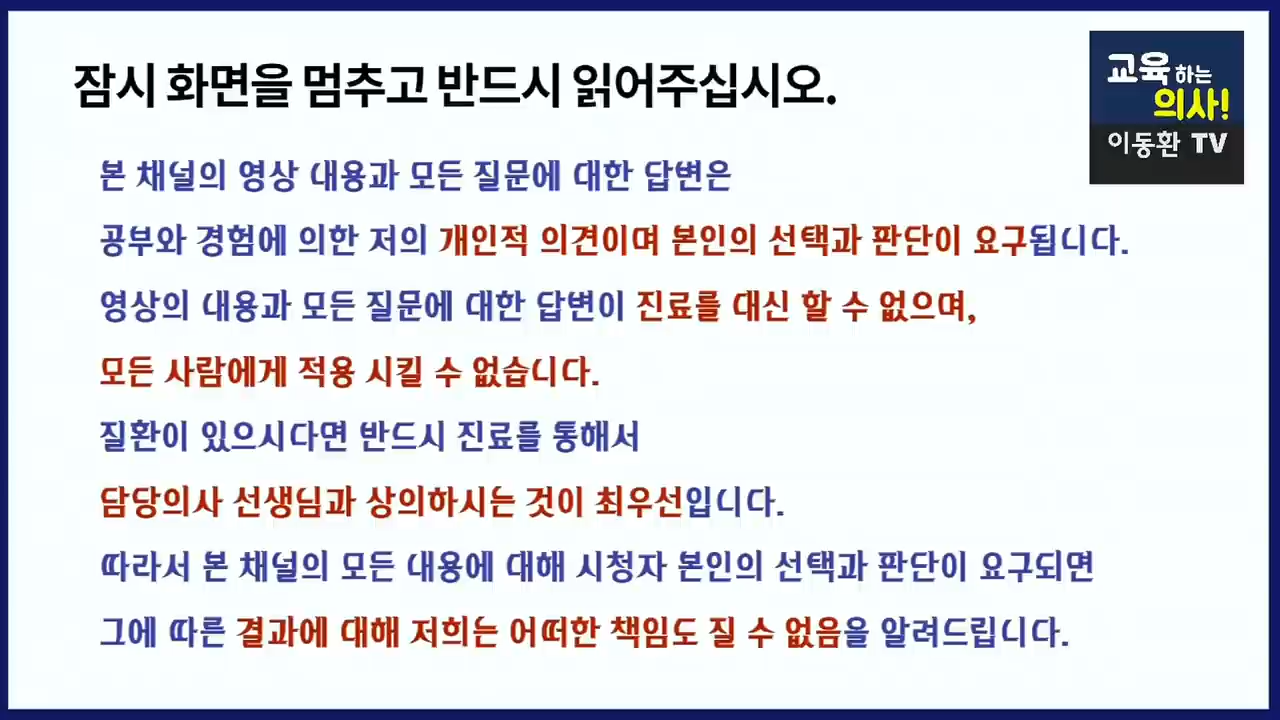 잠시 화면을 멈추고 반드시 읽어주십시오.
교육하는
의사!
이동환 TV
본 채널의 영상 내용과 모든 질문에 대한 답변은
공부와 경험에 의한 저의 개인적 의견이며 본인의 선택과 판단이 요구됩니다.
영상의 내용과 모든 질문에 대한 답변이 진료를 대신 할 수 없으며,
모든 사람에게 적용 시킬 수 없습니다.
질환이 있으시다면 반드시 진료를 통해서
담당의사 선생님과 상의하시는 것이 최우선입니다.
따라서 본 채널의 모든 내용에 대해 시청자 본인의 선택과 판단이 요구되면
그에 따른 결과에 대해 저희는 어떠한 책임도 질 수 없음을 알려드립니다.